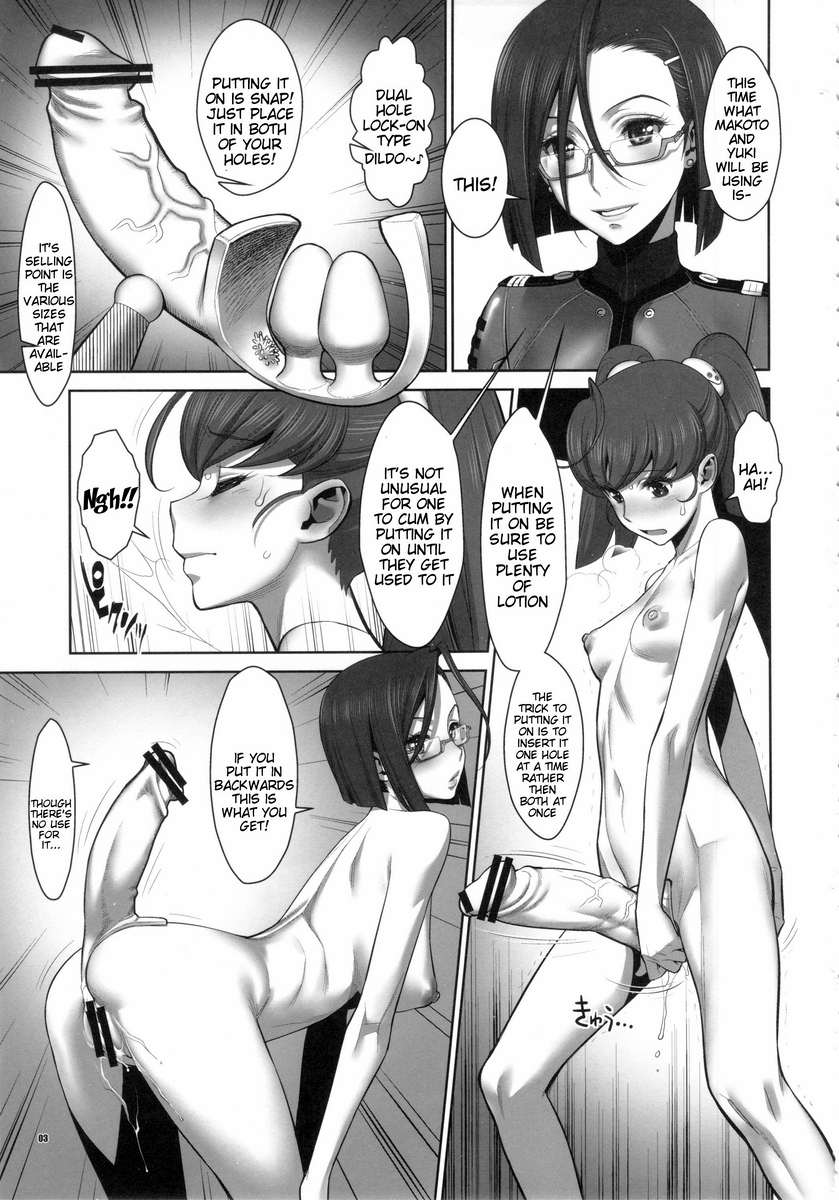 THIS
TIME WHAT
MAKOTO
AND
YUKI
WILL BE
USING
IS-
THIS!
DUAL
HOLE
LOCK-ON
TYPE
DILDO~♪
PUTTING IT
ON IS SNAP!
JUST PLACE
IT IN BOTH
OF YOUR
HOLES!
IT'S
SELLING
POINT IS
THE
VARIOUS
SIZES
THAT
ARE
AVAIL-
ABLE
HA...
AH!
WHEN
PUTTING
IT ON BE
SURE TO
USE
PLENTY
OF
LOTION
IT'S NOT
UNUSUAL
FOR ONE
TO CUM BY
PUTTING
IT ON UNTIL
THEY GET
USED TO IT
Ngh!!
THE
TRICK TO
PUTTING IT
ON IS TO
INSERT IT
ONE HOLE
AT A TIME
RATHER
THEN
BOTH AT
ONCE
きゅう…
IF YOU
PUT IT IN
BACKWARDS
THIS IS
WHAT YOU
GET!
THOUGH
THERE'S
NO USE
FOR
IT...
03